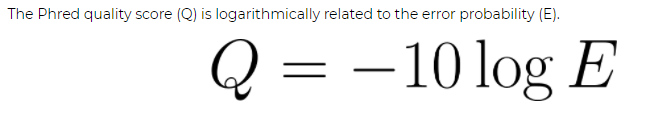 The Phred quality score (Q) is logarithmically related to the error probability (E).
Q = −10 log E